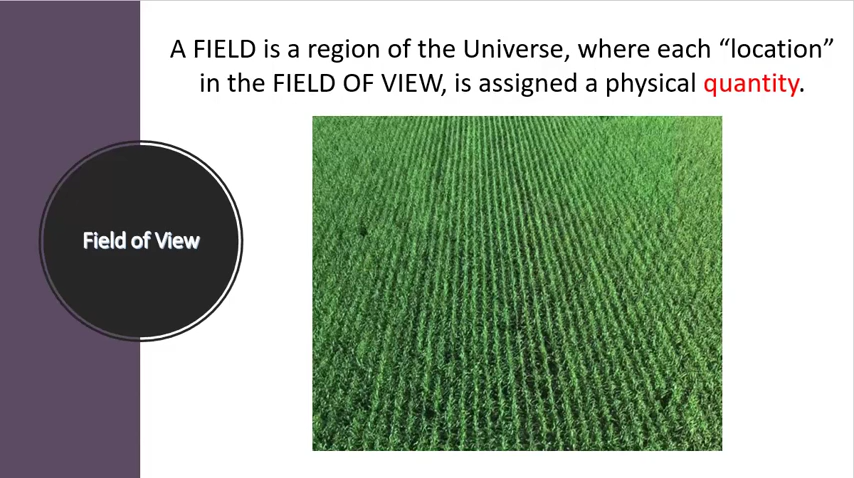 A FIELD is a region of the Universe, where each “location”
in the FIELD OF VIEW, is assigned a physical quantity.
Field of View